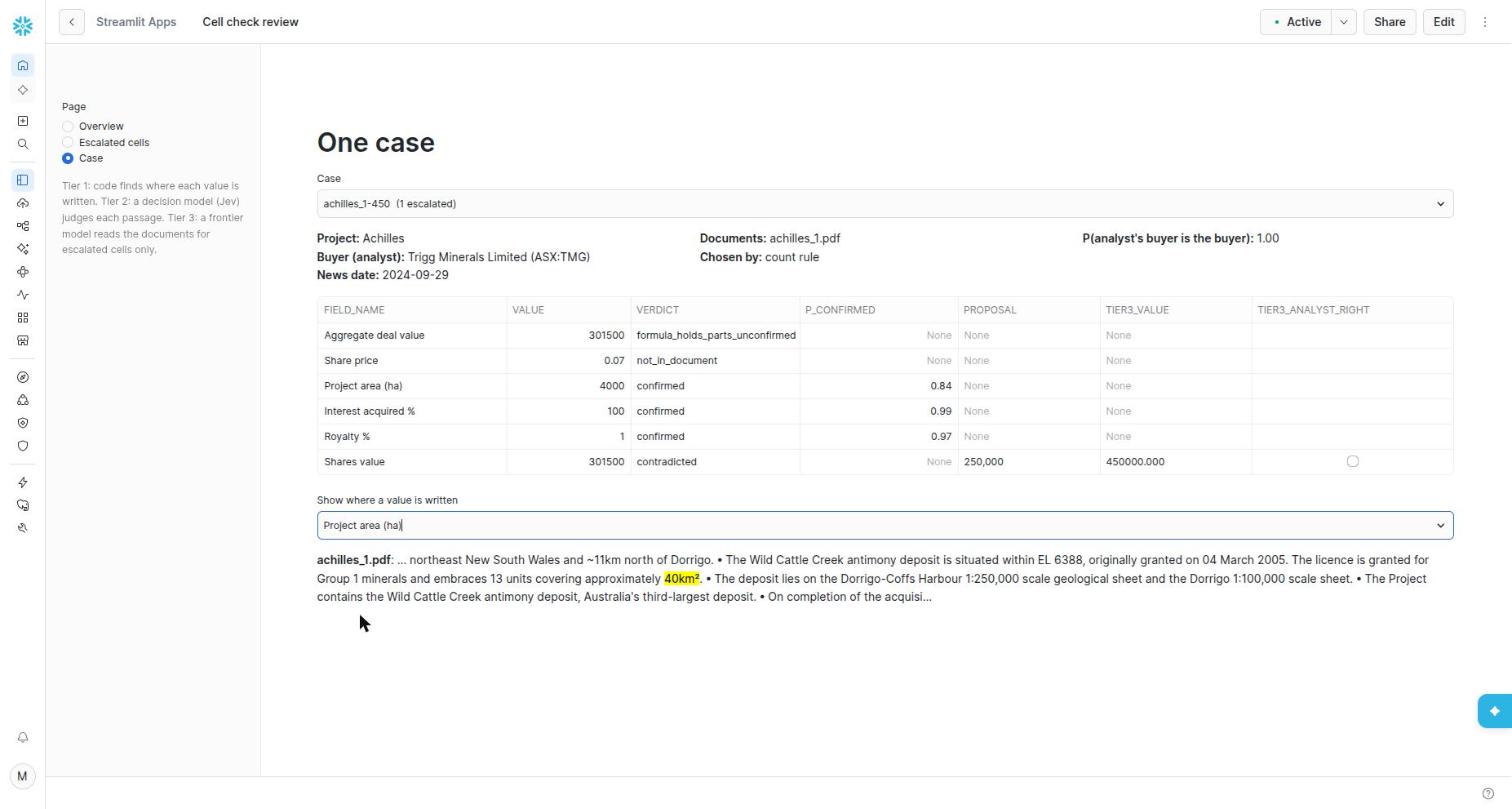 Streamlit Apps
Cell check review
Active
Share
Edit
Page
Overview
Escalated cells
Case
Tier 1: code finds where each value is
written. Tier 2: a decision model (Jev)
judges each passage. Tier 3: a frontier
model reads the documents for
escalated cells only.
One case
Case
achilles_1-450 (1 escalated)
Project: Achilles
Buyer (analyst): Trigg Minerals Limited (ASX:TMG)
News date: 2024-09-29
Documents: achilles_1.pdf
Chosen by: count rule
P(analyst's buyer is the buyer): 1.00
FIELD_NAME VALUE VERDICT P_CONFIRMED PROPOSAL TIER3_VALUE TIER3_ANALYST_RIGHT
Aggregate deal value 301500 formula_holds_parts_unconfirmed None None None
Share price 0.07 not_in_document None None None
Project area (ha) 4000 confirmed 0.84 None None
Interest acquired % 100 confirmed 0.99 None None
Royalty % 1 confirmed 0.97 None None
Shares value 301500 contradicted None 250,000 450000.000
Show where a value is written
Project area (ha)
achilles_1.pdf: ... northeast New South Wales and ~11km north of Dorrigo. • The Wild Cattle Creek antimony deposit is situated within EL 6388, originally granted on 04 March 2005. The licence is granted for
Group 1 minerals and embraces 13 units covering approximately 40km². • The deposit lies on the Dorrigo-Coffs Harbour 1:250,000 scale geological sheet and the Dorrigo 1:100,000 scale sheet. • The Project
contains the Wild Cattle Creek antimony deposit, Australia's third-largest deposit. • On completion of the acquisi...
M